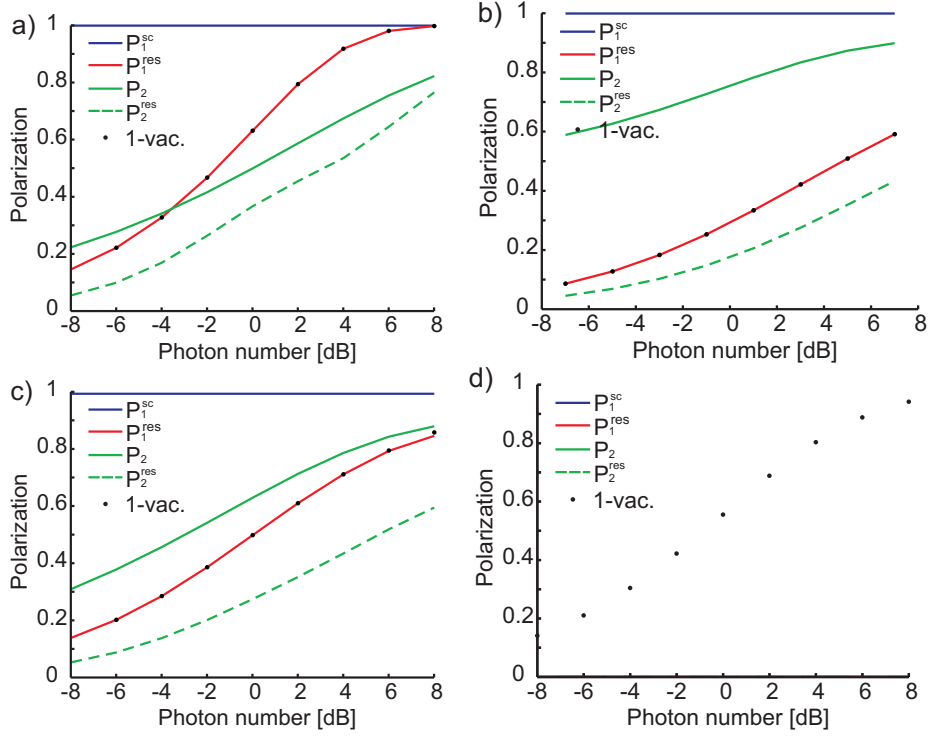 a)
1
0.8
0.6
0.4
0.2
0
Polarization
P₁ˢᶜ
P₁ʳᵉˢ
P₂
P₂ʳᵉˢ
1-vac.
-8 -6 -4 -2 0 2 4 6 8
Photon number [dB]
b)
1
0.8
0.6
0.4
0.2
0
Polarization
P₁ˢᶜ
P₁ʳᵉˢ
P₂
P₂ʳᵉˢ
1-vac.
-8 -6 -4 -2 0 2 4 6 8
Photon number [dB]
c)
1
0.8
0.6
0.4
0.2
0
Polarization
P₁ˢᶜ
P₁ʳᵉˢ
P₂
P₂ʳᵉˢ
1-vac.
-8 -6 -4 -2 0 2 4 6 8
Photon number [dB]
d)
1
0.8
0.6
0.4
0.2
0
Polarization
P₁ˢᶜ
P₁ʳᵉˢ
P₂
P₂ʳᵉˢ
1-vac.
-8 -6 -4 -2 0 2 4 6 8
Photon number [dB]